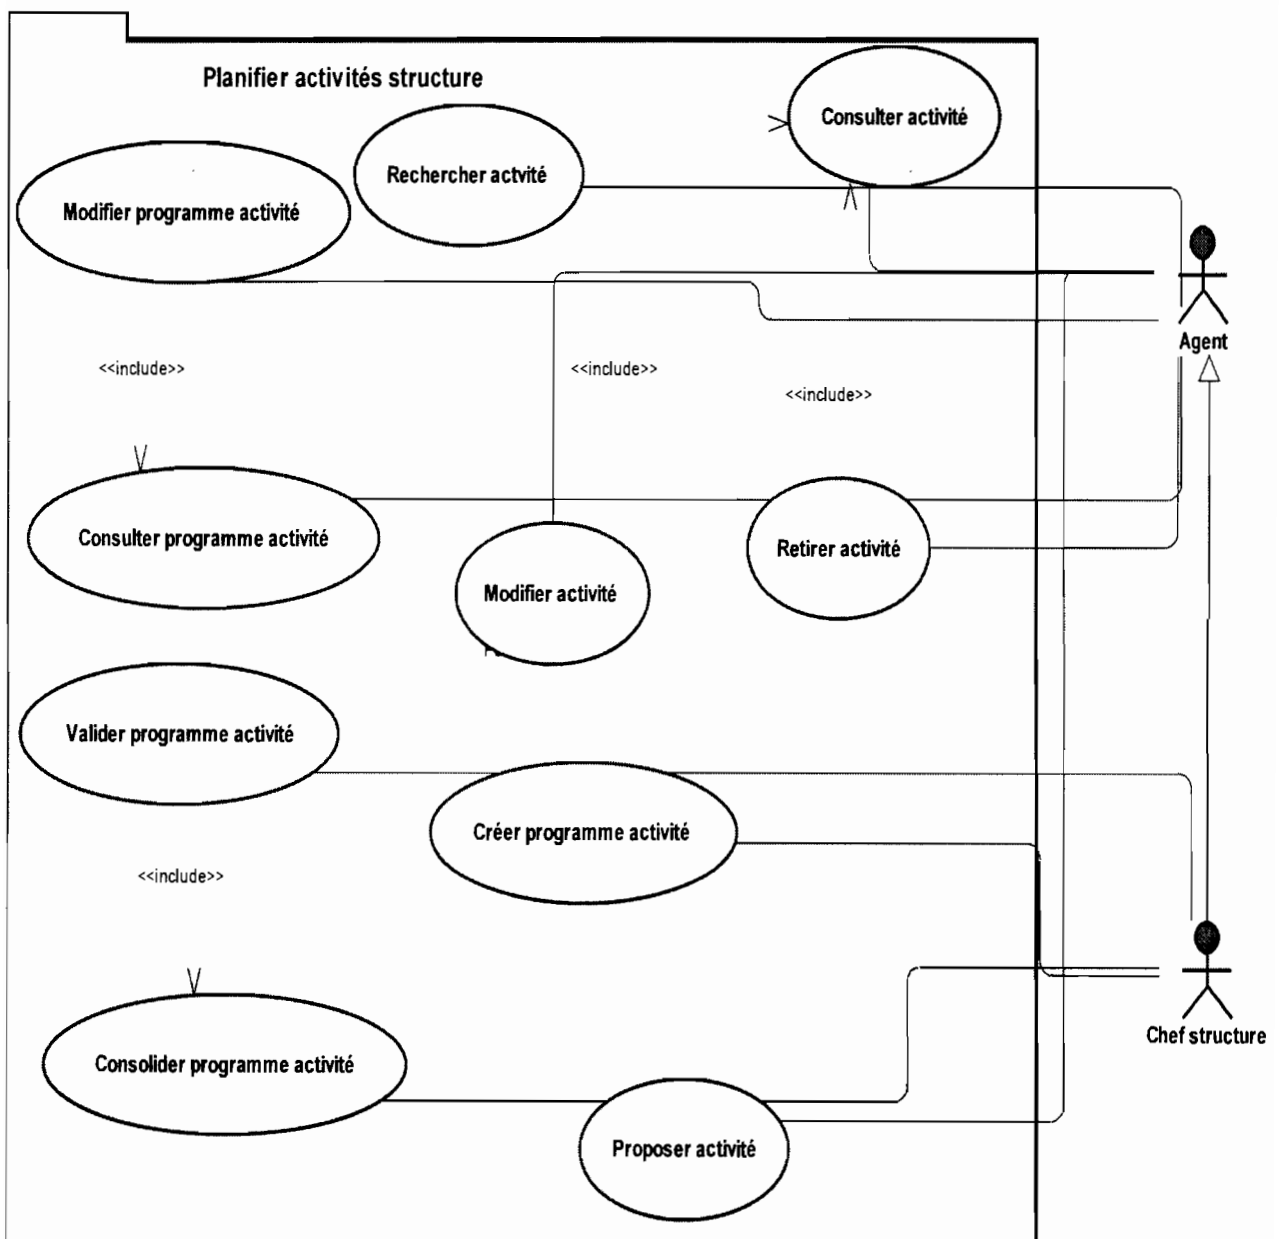 Planifier activités structure
Consulter activité
Rechercher actvité
Modifier programme activité
Agent
<<include>>
<<include>>
<<include>>
Consulter programme activité
Retirer activité
Modifier activité
Valider programme activité
Créer programme activité
<<include>>
Chef structure
Consolider programme activité
Proposer activité